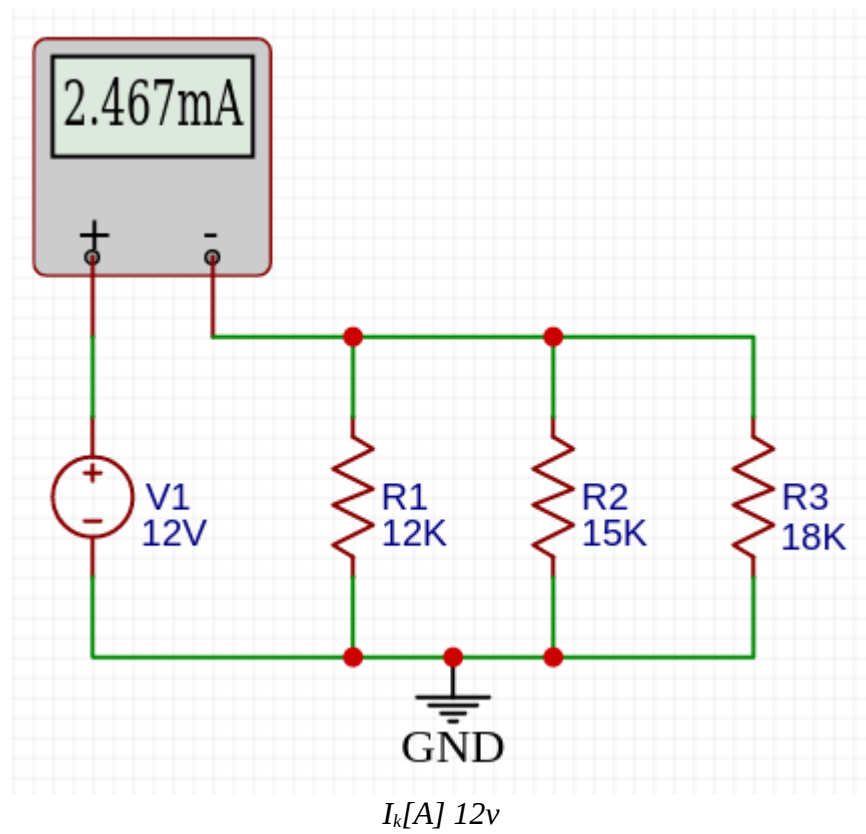 2.467mA
+ -
V1
12V
R1
12K
R2
15K
R3
18K
GND
Iₖ[A] 12v